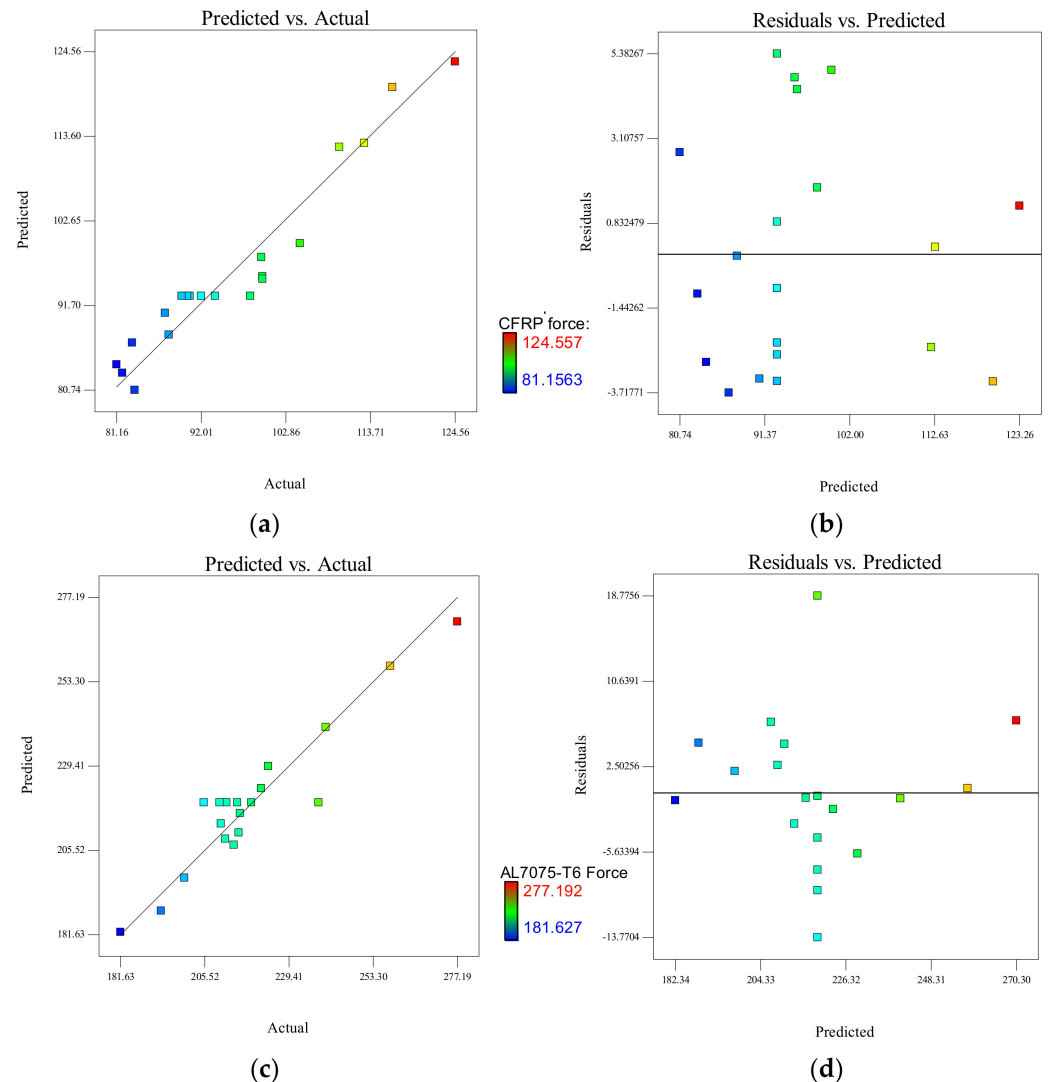 Predicted vs. Actual
124.56
113.60
102.65
91.70
80.74
Predicted
81.16 92.01 102.86 113.71 124.56
Actual
(a)
CFRP force:
124.557
81.1563
Residuals vs. Predicted
5.38267
3.10757
0.832479
-1.44262
-3.71771
Residuals
80.74 91.37 102.00 112.63 123.26
Predicted
(b)
Predicted vs. Actual
277.19
253.30
229.41
205.52
181.63
Predicted
181.63 205.52 229.41 253.30 277.19
Actual
(c)
AL7075-T6 Force
277.192
181.627
Residuals vs. Predicted
18.7756
10.6391
2.50256
-5.63394
-13.7704
Residuals
182.34 204.33 226.32 248.31 270.30
Predicted
(d)